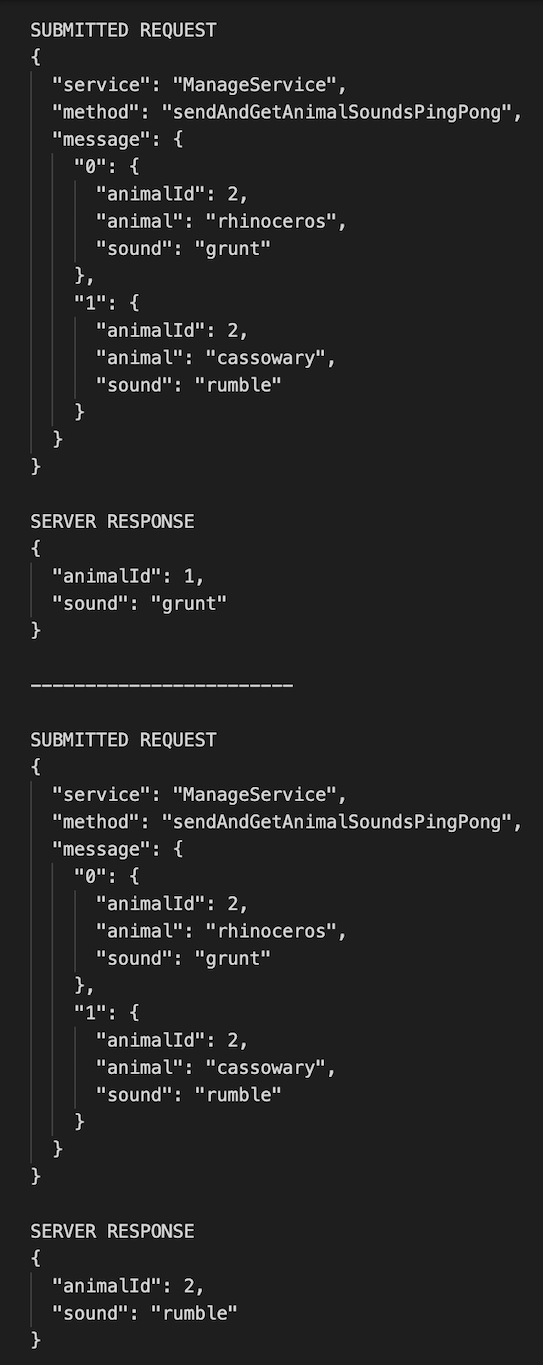 SUBMITTED REQUEST
{
  "service": "ManageService",
  "method": "sendAndGetAnimalSoundsPingPong",
  "message": {
    "0": {
      "animalId": 2,
      "animal": "rhinoceros",
      "sound": "grunt"
    },
    "1": {
      "animalId": 2,
      "animal": "cassowary",
      "sound": "rumble"
    }
  }
}

SERVER RESPONSE
{
  "animalId": 1,
  "sound": "grunt"
}

------------------------

SUBMITTED REQUEST
{
  "service": "ManageService",
  "method": "sendAndGetAnimalSoundsPingPong",
  "message": {
    "0": {
      "animalId": 2,
      "animal": "rhinoceros",
      "sound": "grunt"
    },
    "1": {
      "animalId": 2,
      "animal": "cassowary",
      "sound": "rumble"
    }
  }
}

SERVER RESPONSE
{
  "animalId": 2,
  "sound": "rumble"
}